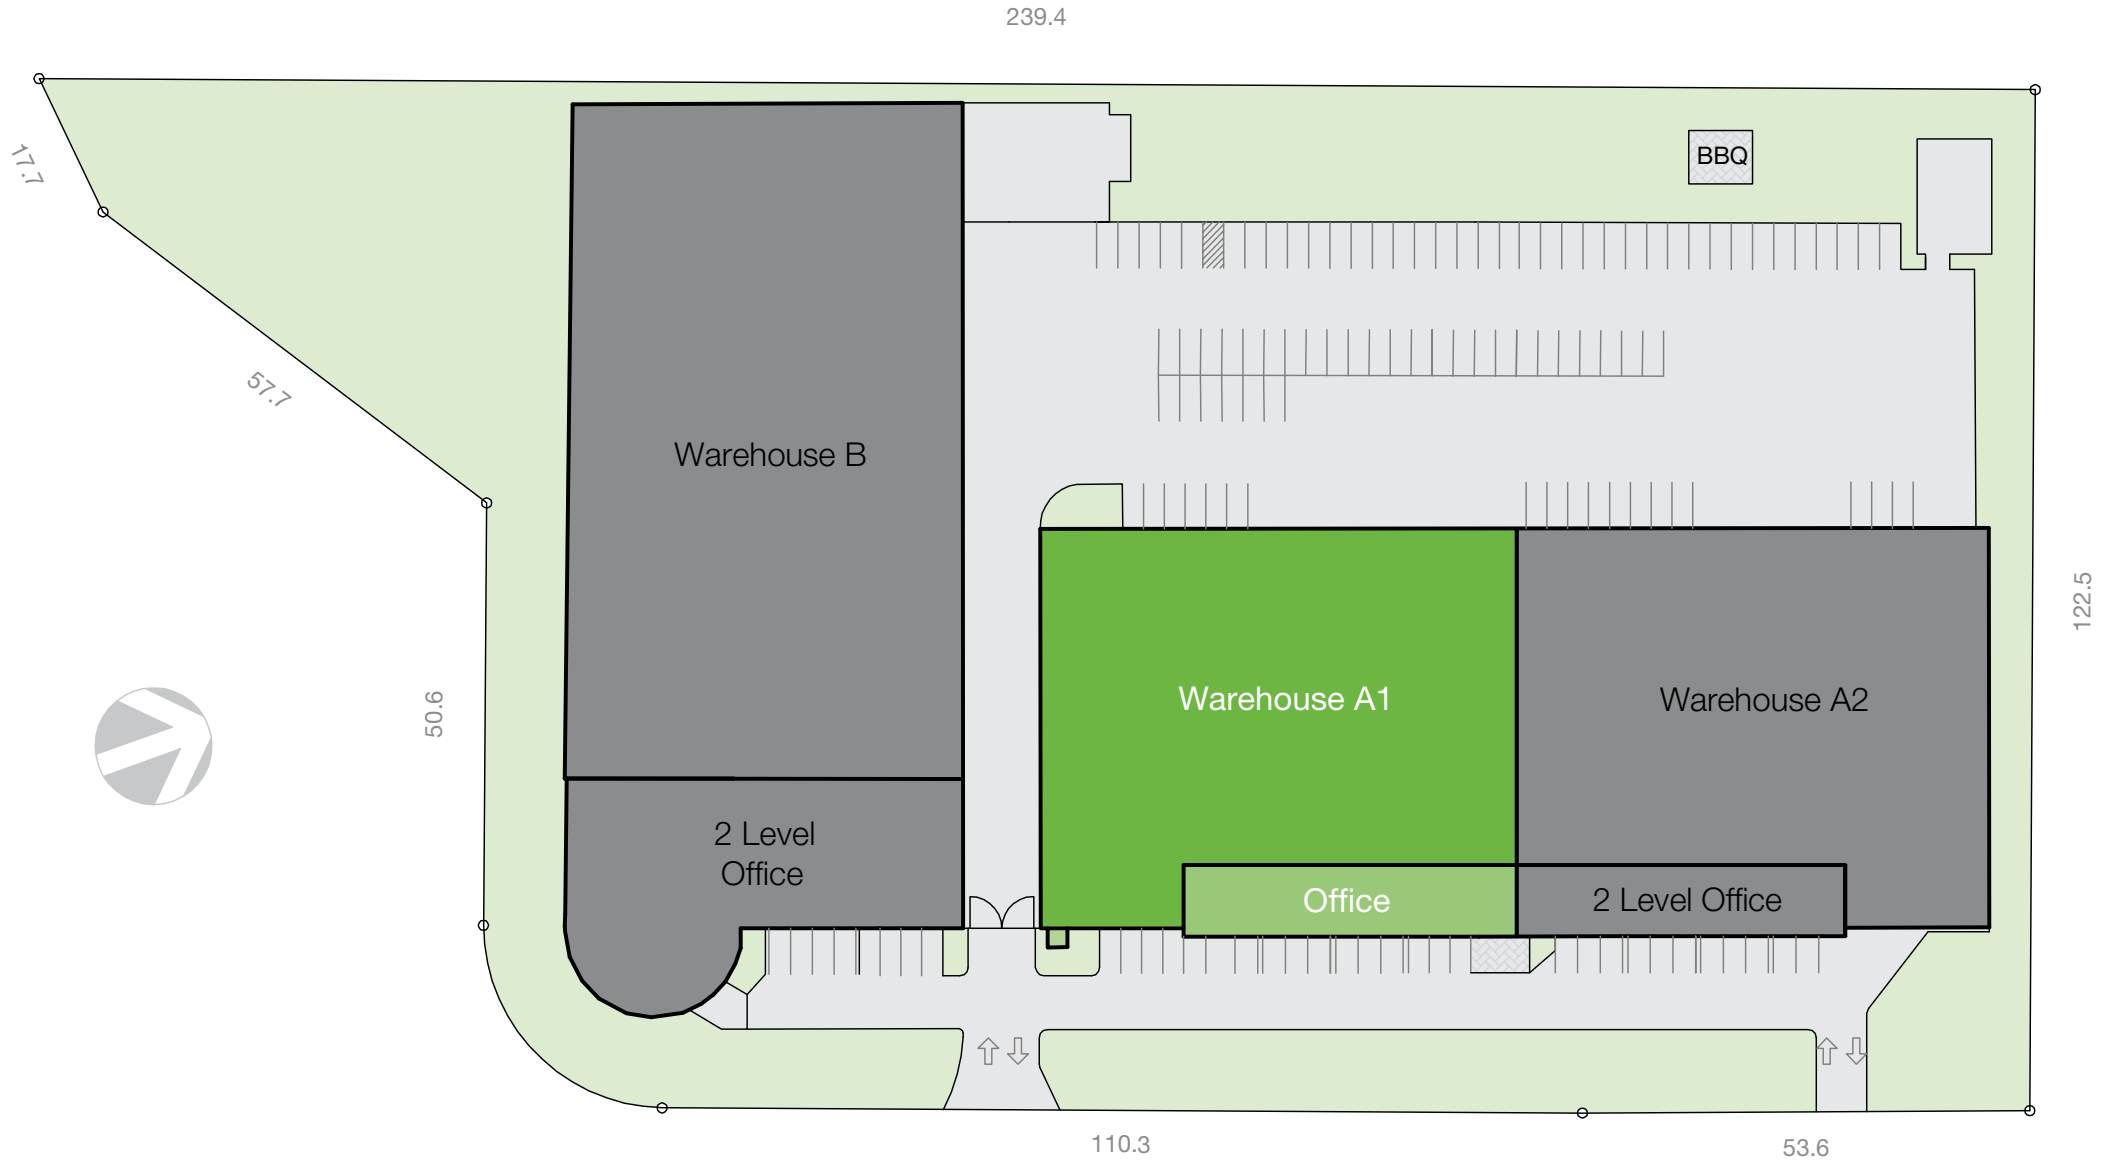 239.4
17.7
BBQ
57.7
Warehouse B
122.5
50.6
Warehouse A1
Warehouse A2
2 Level
Office
Office
2 Level Office
110.3
53.6